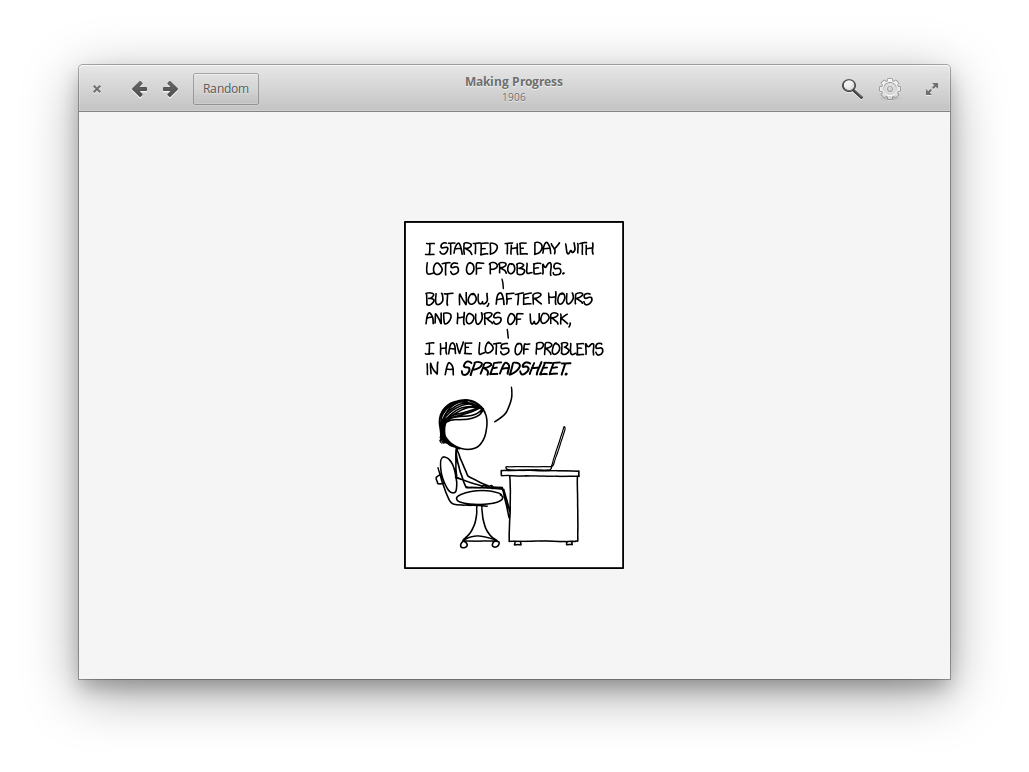 Random
Making Progress
1906
I STARTED THE DAY WITH
LOTS OF PROBLEMS.
BUT NOW, AFTER HOURS
AND HOURS OF WORK,
I HAVE LOTS OF PROBLEMS
IN A SPREADSHEET.